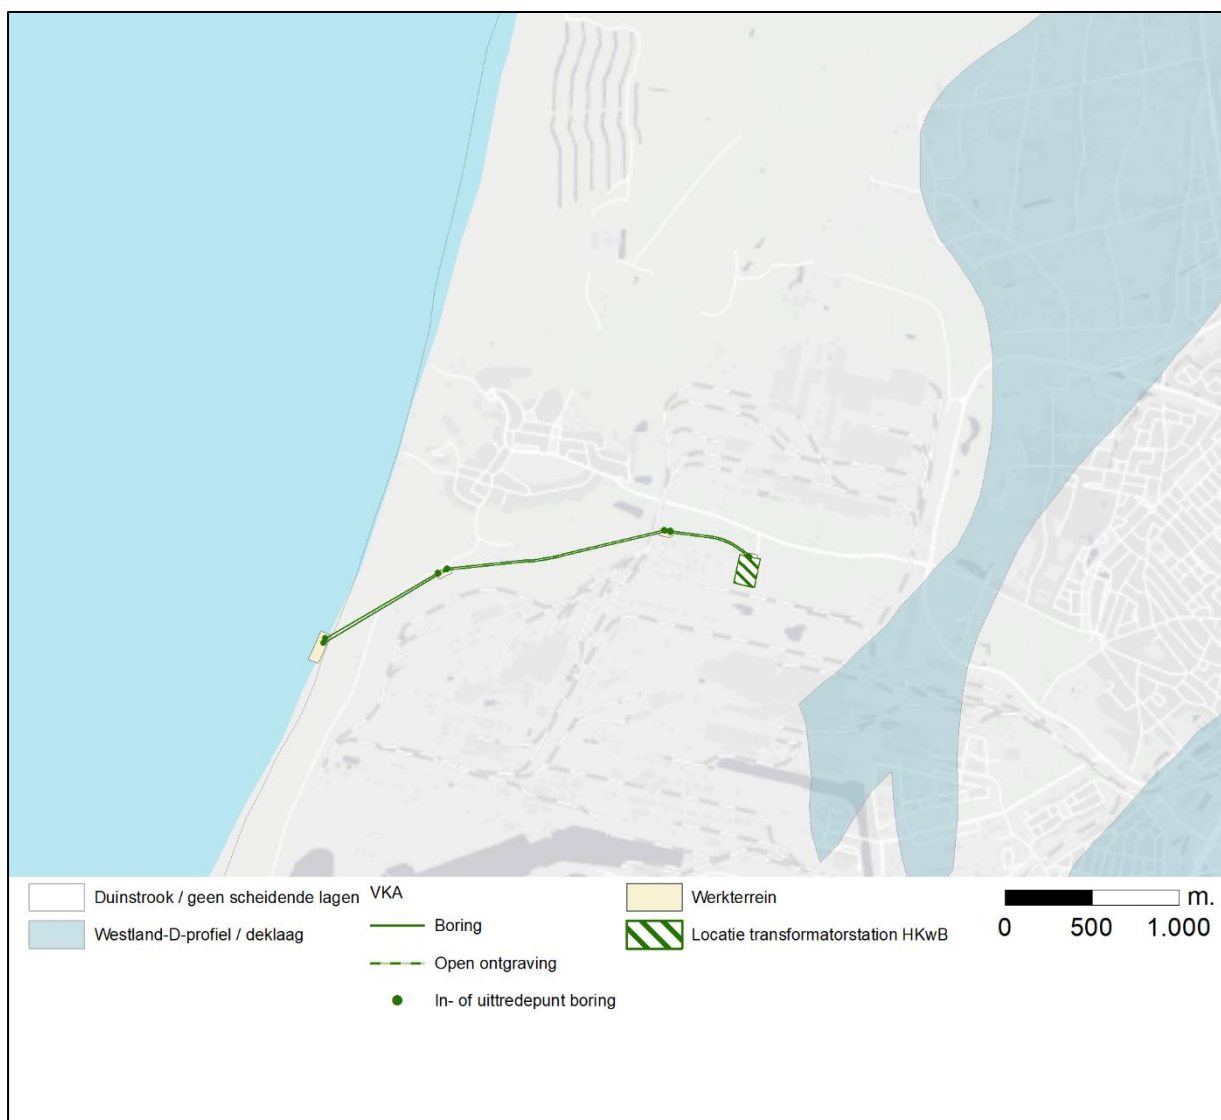 Duinstrook / geen scheidende lagen
Westland-D-profiel / deklaag
VKA
Boring
Open ontgraving
In- of uittredepunt boring
Werkterrein
Locatie transformatorstation HKwB
m.
0 500 1.000